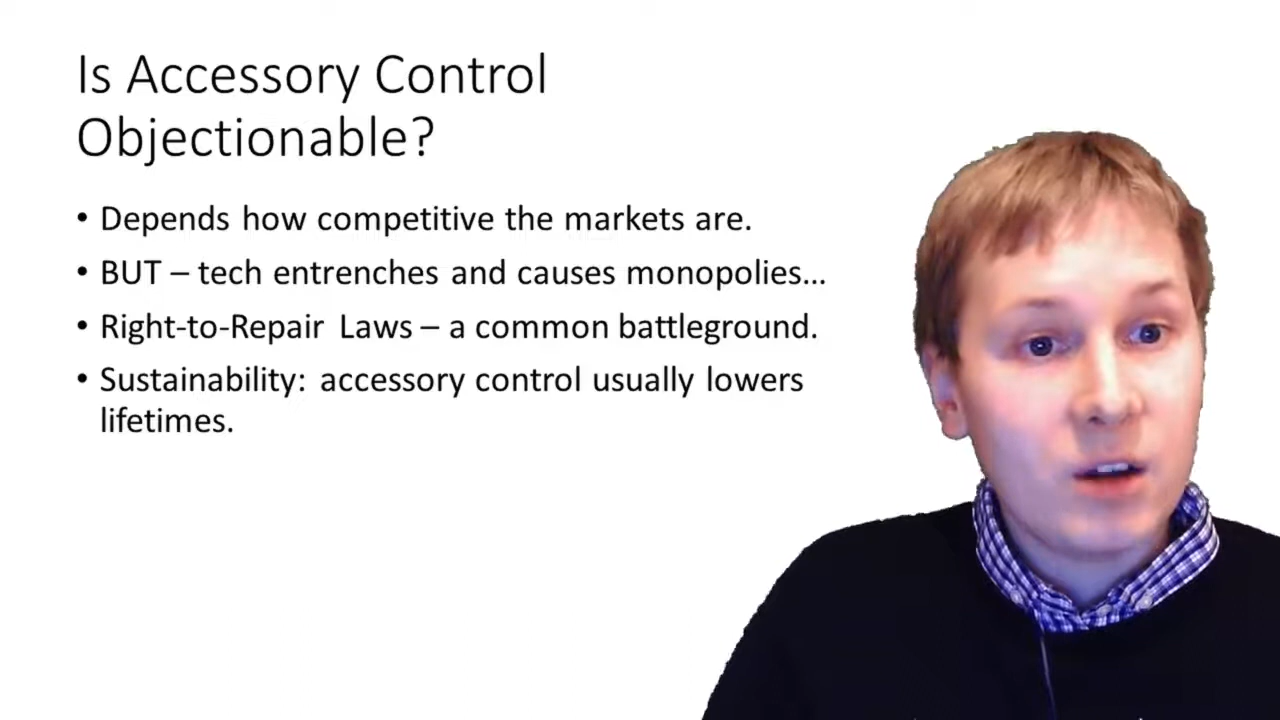 Is Accessory Control
Objectionable?
• Depends how competitive the markets are.
• BUT – tech entrenches and causes monopolies...
• Right-to-Repair Laws – a common battleground.
• Sustainability: accessory control usually lowers
lifetimes.